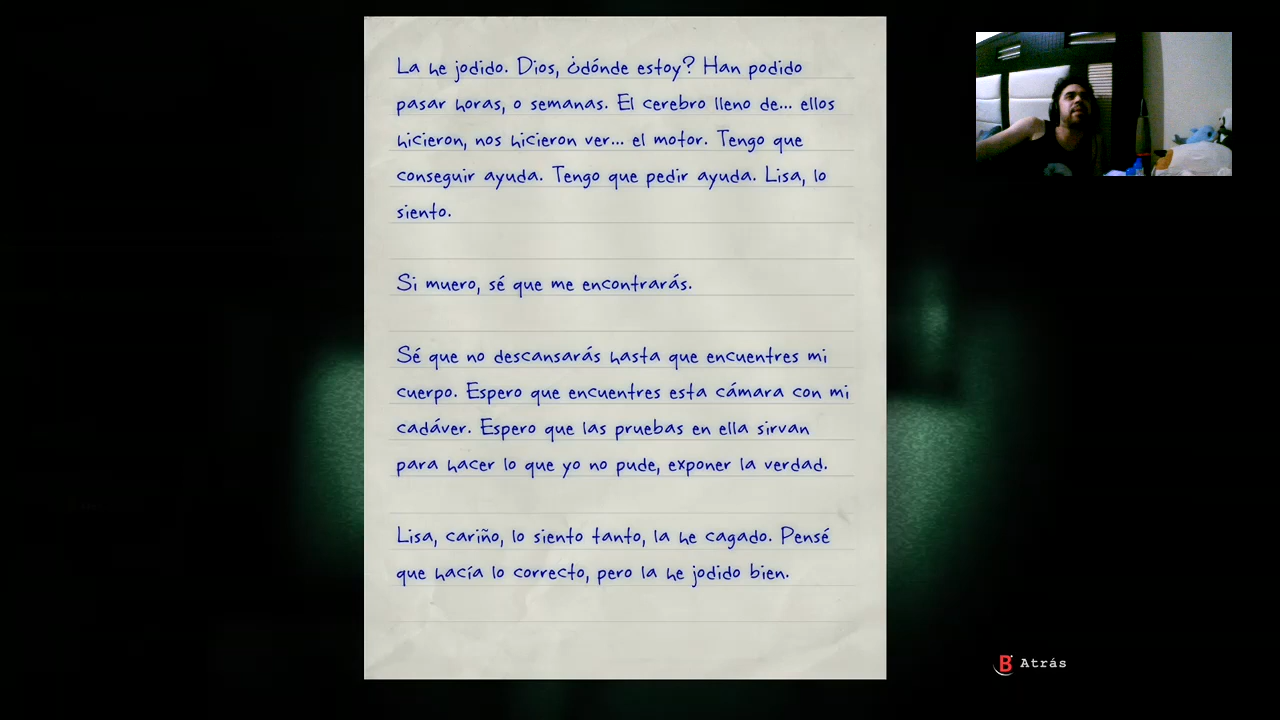 La he jodido. Dios, ¿dónde estoy? Han podido
pasar horas, o semanas. El cerebro lleno de... ellos
hicieron, nos hicieron ver... el motor. Tengo que
conseguir ayuda. Tengo que pedir ayuda. Lisa, lo
siento.
Si muero, sé que me encontrarás.
Sé que no descansarás hasta que encuentres mi
cuerpo. Espero que encuentres esta cámara con mi
cadáver. Espero que las pruebas en ella sirvan
para hacer lo que yo no pude, exponer la verdad.
Lisa, cariño, lo siento tanto, la he cagado. Pensé
que hacía lo correcto, pero la he jodido bien.
B Atrás